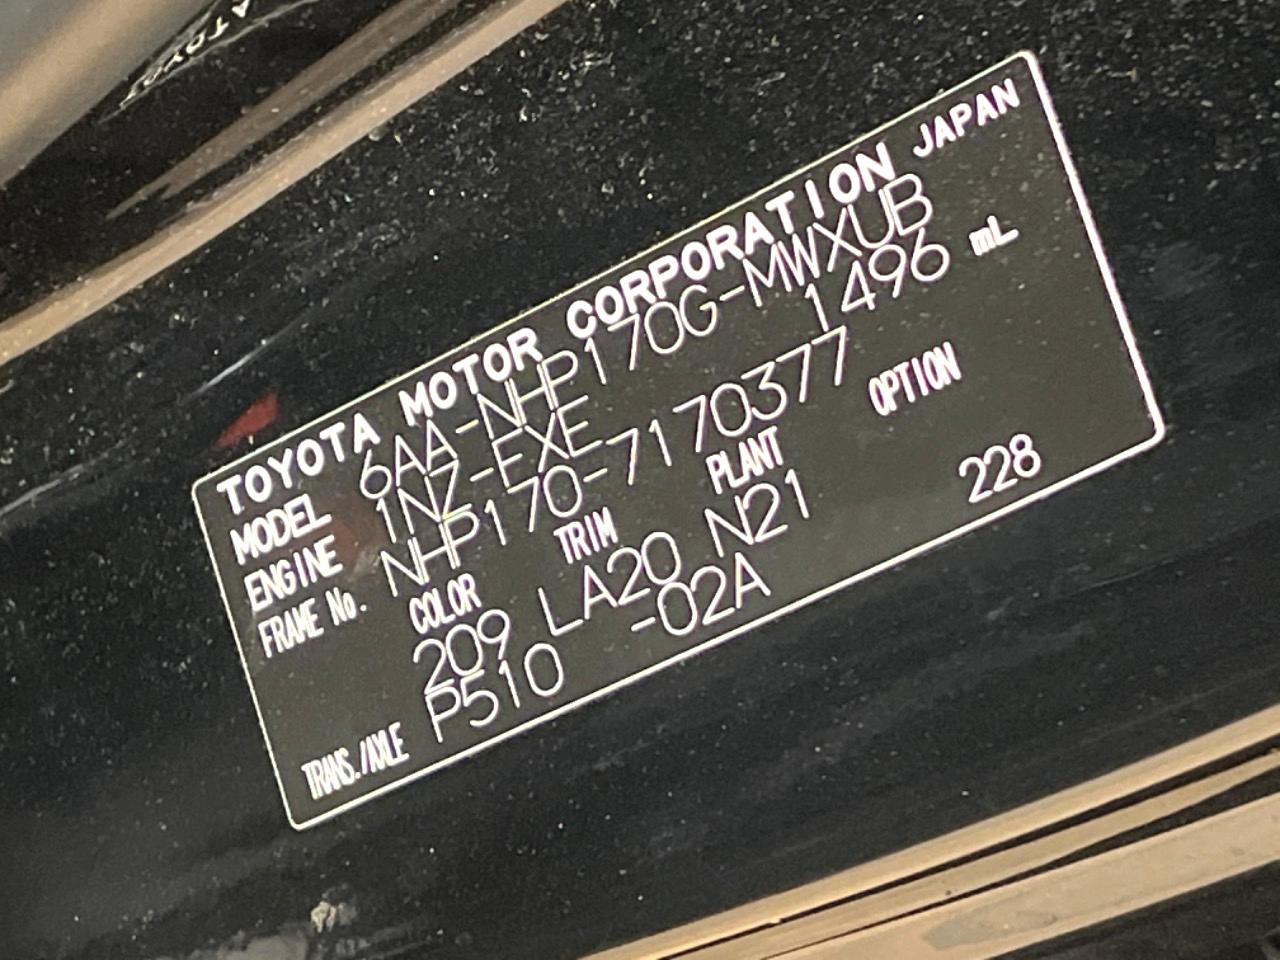 TOYOTA MOTOR CORPORATION JAPAN
MODEL 6AA-NHP170G-MWXUB
ENGINE 1NZ-FXE 1496 mL
FRAME No. NHP170-7170377
COLOR TRIM PLANT OPTION
209 LA20 N21 228
TRANS./AXLE P510 -02A